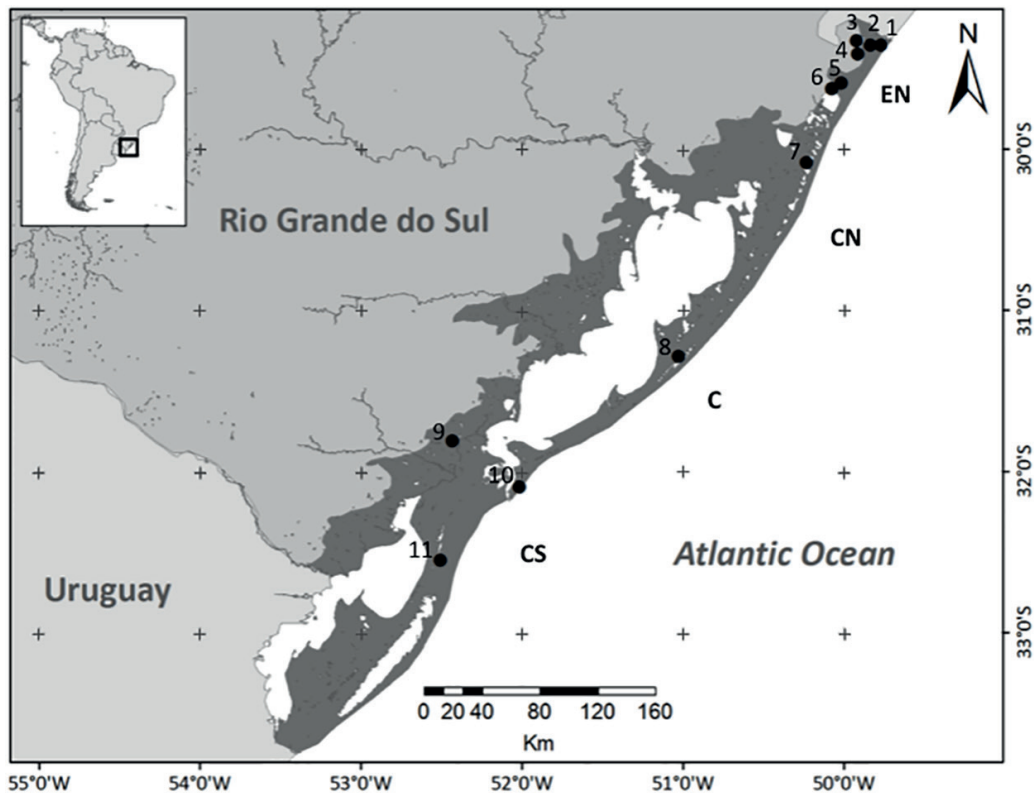 3 2 1
4
5
6
N
EN
7
30°0'S
Rio Grande do Sul
CN
31°0'S
8
C
9
10
32°0'S
CS
Atlantic Ocean
11
Uruguay
33°0'S
0 20 40 80 120 160
Km
55°0'W 54°0'W 53°0'W 52°0'W 51°0'W 50°0'W